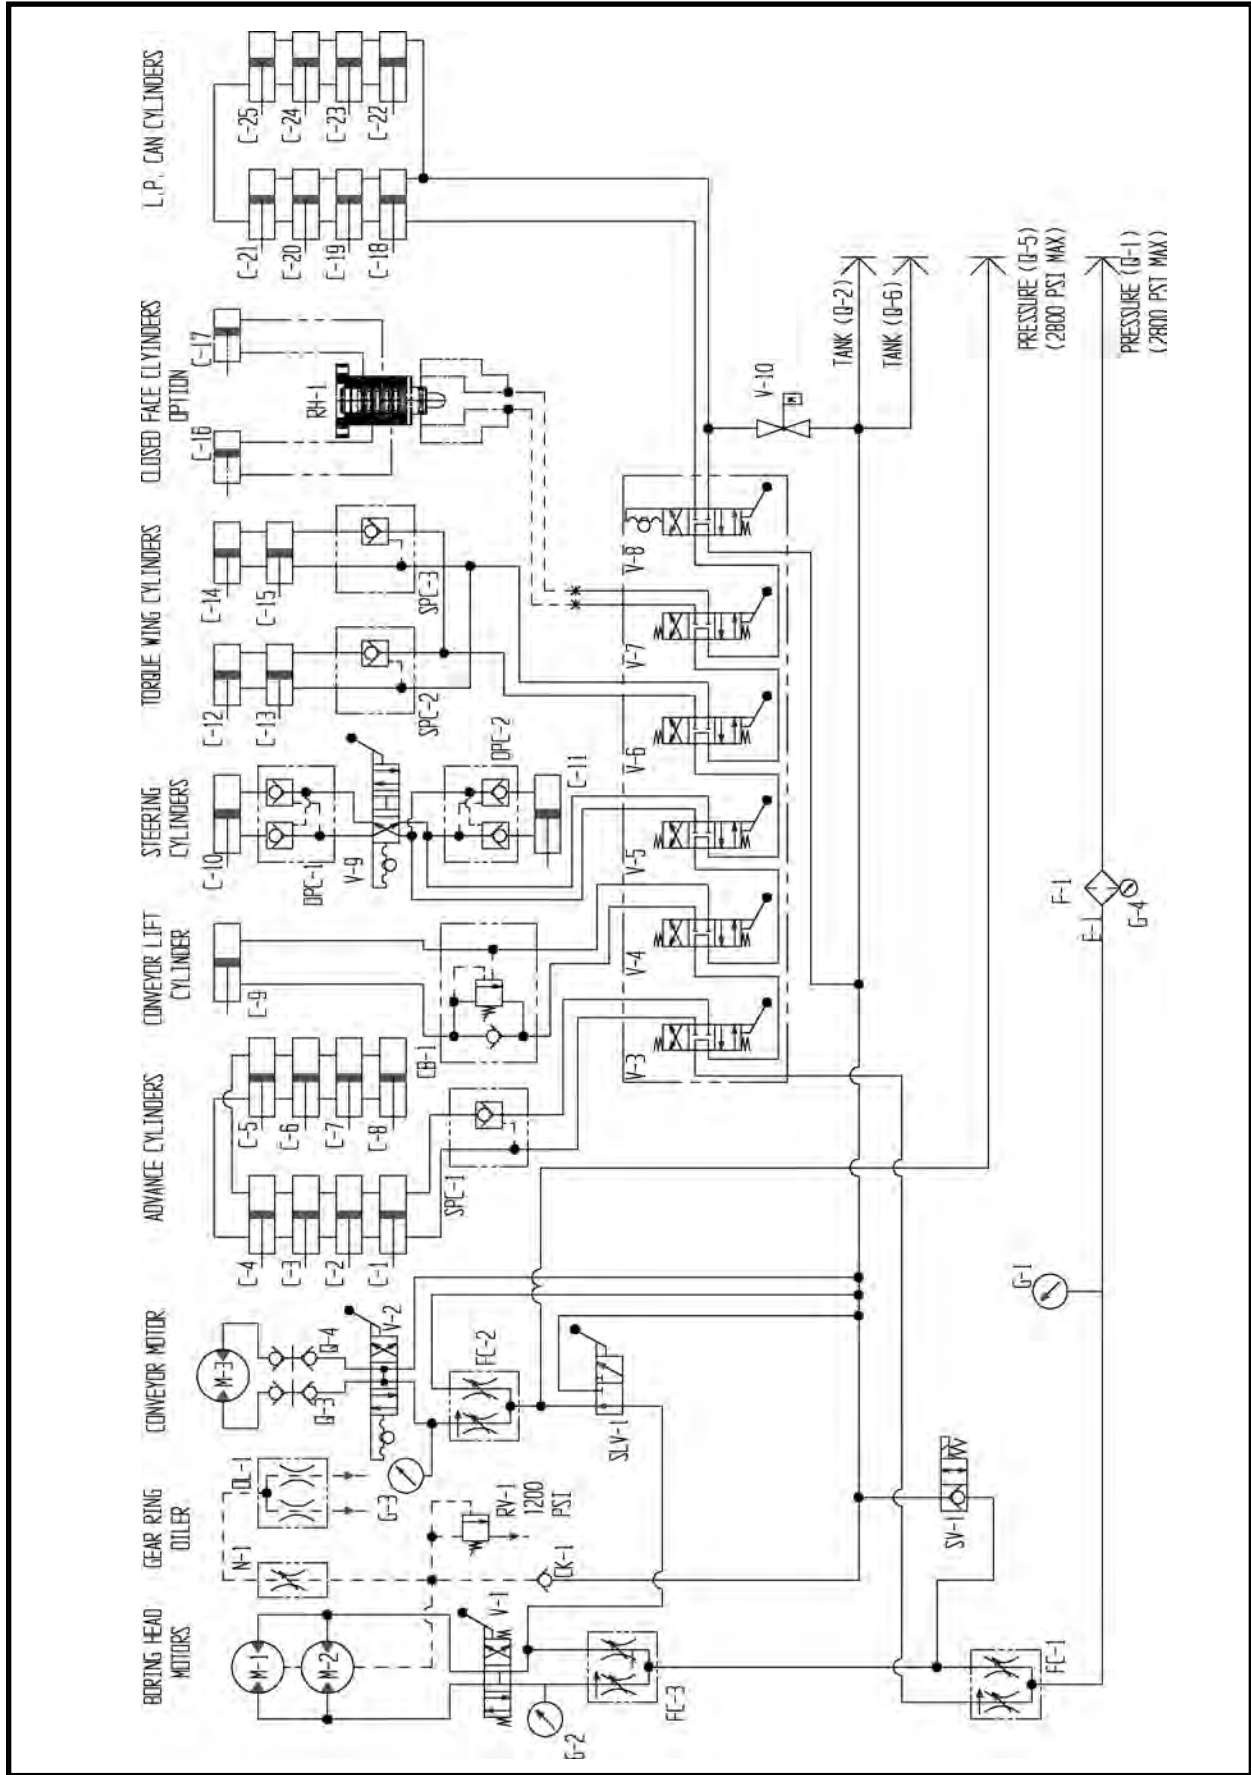 BORING HEAD
MOTORS
GEAR RING
OILER
CONVEYOR MOTOR
ADVANCE CYLINDERS
CONVEYOR LIFT
CYLINDER
STEERING
CYLINDERS
TORQUE WING CYLINDERS
CLOSED FACE CLYINDERS
OPTION
L.P. CAN CYLINDERS
M-1
M-2
N-1
OL-1
M-3
Q-3
Q-4
G-3
V-2
C-4
C-3
C-2
C-1
C-5
C-6
C-7
C-8
C-9
C-10
DPC-1
V-9
DPC-2
C-11
C-12
C-13
C-14
C-15
C-16
C-17
RH-1
C-21
C-20
C-19
C-18
C-25
C-24
C-23
C-22
V-1
G-2
RV-1
1200
PSI
CK-1
FC-2
SLV-1
SPC-1
CB-1
SPC-2
SPC-3
FC-3
V-3
V-4
V-5
V-6
V-7
V-8
V-10
M
TANK (Q-2)
TANK (Q-6)
PRESSURE (Q-5)
(2800 PSI MAX)
PRESSURE (Q-1)
(2800 PSI MAX)
SV-1
FC-1
G-1
E-1
F-1
G-4